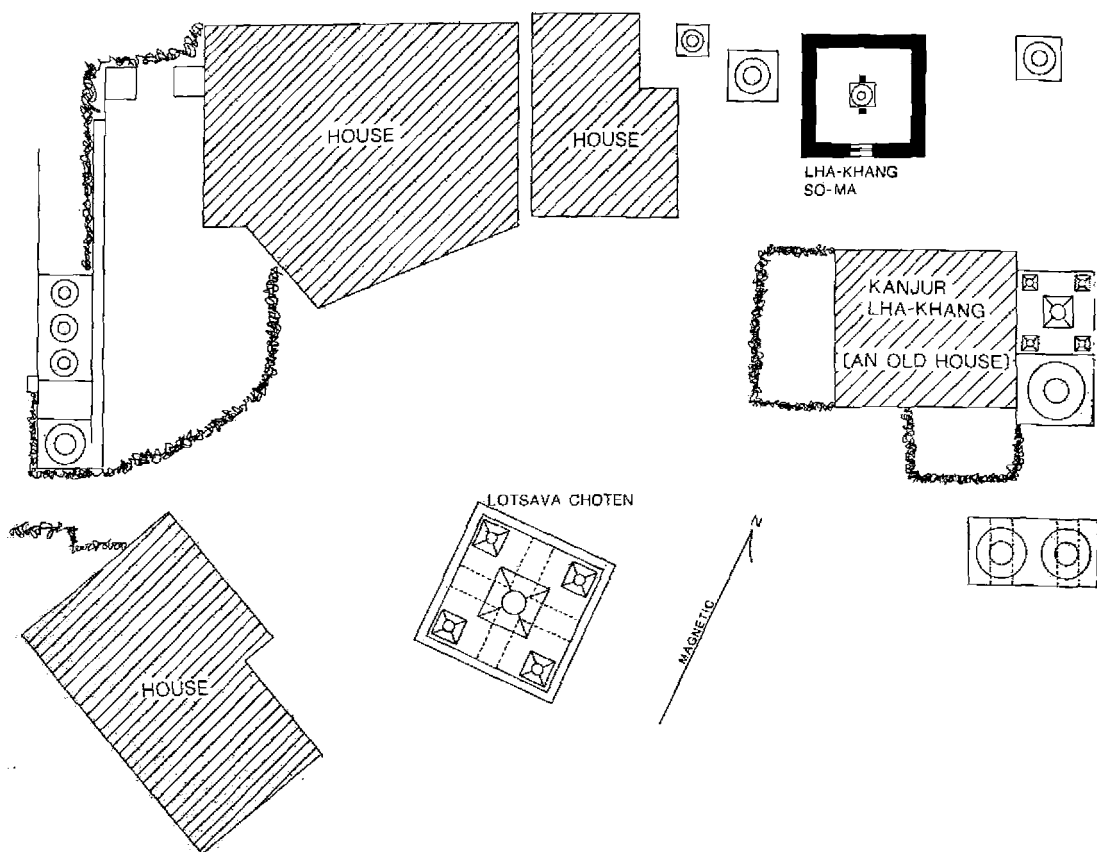 HOUSE
HOUSE
LHA-KHANG
SO-MA
KANJUR
LHA-KHANG
(AN OLD HOUSE)
LOTSAVA CHOTEN
N
MAGNETIC
HOUSE